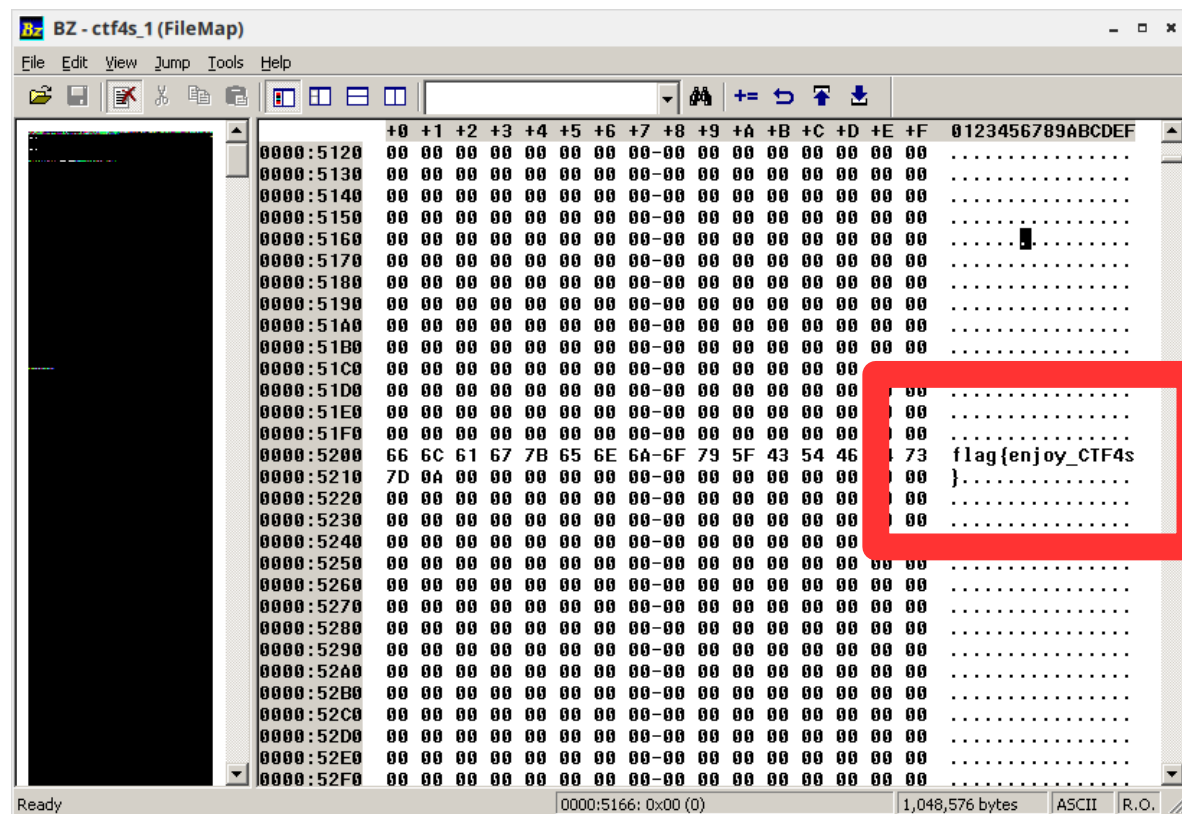 BZ - ctf4s_1 (FileMap)
File Edit View Jump Tools Help
+0 +1 +2 +3 +4 +5 +6 +7 +8 +9 +A +B +C +D +E +F 0123456789ABCDEF
0000:5120 00 00 00 00 00 00 00 00-00 00 00 00 00 00 00 00 ................
0000:5130 00 00 00 00 00 00 00 00-00 00 00 00 00 00 00 00 ................
0000:5140 00 00 00 00 00 00 00 00-00 00 00 00 00 00 00 00 ................
0000:5150 00 00 00 00 00 00 00 00-00 00 00 00 00 00 00 00 ................
0000:5160 00 00 00 00 00 00 00 00-00 00 00 00 00 00 00 00 ................
0000:5170 00 00 00 00 00 00 00 00-00 00 00 00 00 00 00 00 ................
0000:5180 00 00 00 00 00 00 00 00-00 00 00 00 00 00 00 00 ................
0000:5190 00 00 00 00 00 00 00 00-00 00 00 00 00 00 00 00 ................
0000:51A0 00 00 00 00 00 00 00 00-00 00 00 00 00 00 00 00 ................
0000:51B0 00 00 00 00 00 00 00 00-00 00 00 00 00 00 00 00 ................
0000:51C0 00 00 00 00 00 00 00 00-00 00 00 00 00 00 ................
0000:51D0 00 00 00 00 00 00 00 00-00 00 00 00 00 00 00 ................
0000:51E0 00 00 00 00 00 00 00 00-00 00 00 00 00 00 00 ................
0000:51F0 00 00 00 00 00 00 00 00-00 00 00 00 00 00 00 ................
0000:5200 66 6C 61 67 7B 65 6E 6A-6F 79 5F 43 54 46 73 flag{enjoy_CTF4s
0000:5210 7D 0A 00 00 00 00 00 00-00 00 00 00 00 00 00 }...............
0000:5220 00 00 00 00 00 00 00 00-00 00 00 00 00 00 00 ................
0000:5230 00 00 00 00 00 00 00 00-00 00 00 00 00 00 00 ................
0000:5240 00 00 00 00 00 00 00 00-00 00 00 00 00 00 ................
0000:5250 00 00 00 00 00 00 00 00-00 00 00 00 00 00 00 00 ................
0000:5260 00 00 00 00 00 00 00 00-00 00 00 00 00 00 00 00 ................
0000:5270 00 00 00 00 00 00 00 00-00 00 00 00 00 00 00 00 ................
0000:5280 00 00 00 00 00 00 00 00-00 00 00 00 00 00 00 00 ................
0000:5290 00 00 00 00 00 00 00 00-00 00 00 00 00 00 00 00 ................
0000:52A0 00 00 00 00 00 00 00 00-00 00 00 00 00 00 00 00 ................
0000:52B0 00 00 00 00 00 00 00 00-00 00 00 00 00 00 00 00 ................
0000:52C0 00 00 00 00 00 00 00 00-00 00 00 00 00 00 00 00 ................
0000:52D0 00 00 00 00 00 00 00 00-00 00 00 00 00 00 00 00 ................
0000:52E0 00 00 00 00 00 00 00 00-00 00 00 00 00 00 00 00 ................
0000:52F0 00 00 00 00 00 00 00 00-00 00 00 00 00 00 00 00 ................
Ready 0000:5166: 0x00 (0) 1,048,576 bytes ASCII R.O.